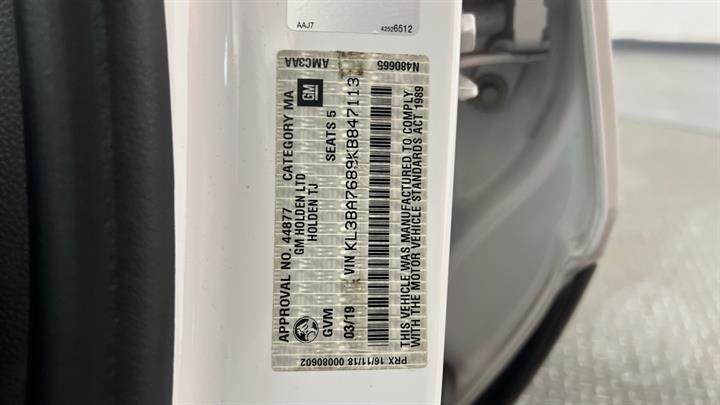 AAJ7 42526512
APPROVAL NO. 44877 CATEGORY MA AMC3AA
GM HOLDEN LTD
HOLDEN TJ
GM
GVM SEATS 5
03/19
VIN KL3BA7689KB847113
PRX 16/11/18 00080602 N480665
THIS VEHICLE WAS MANUFACTURED TO COMPLY
WITH THE MOTOR VEHICLE STANDARDS ACT 1989